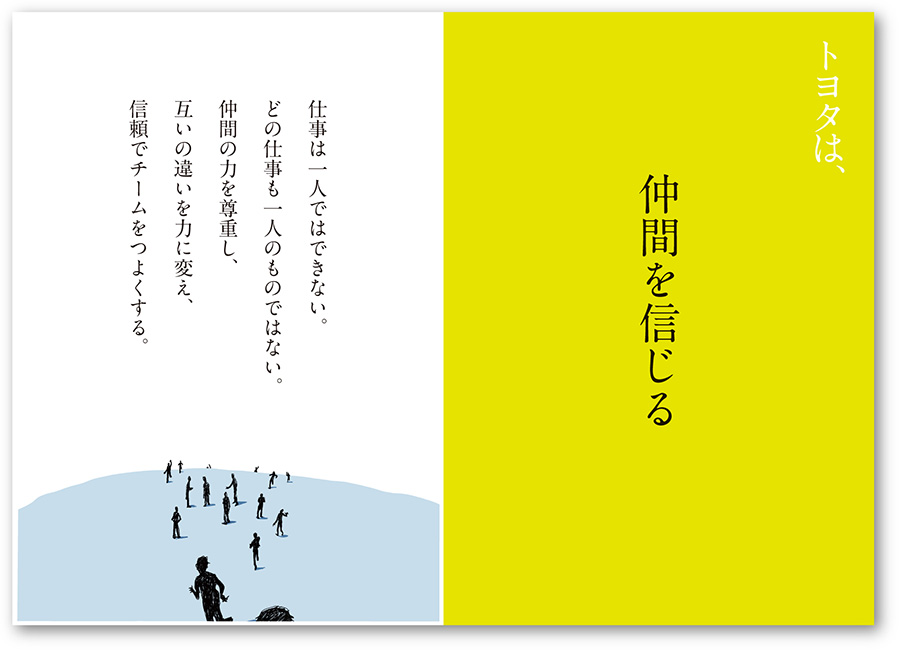 トヨタは、
仲間を信じる
仕事は一人ではできない。
どの仕事も一人のものではない。
仲間の力を尊重し、
互いの違いを力に変え、
信頼でチームをつよくする。